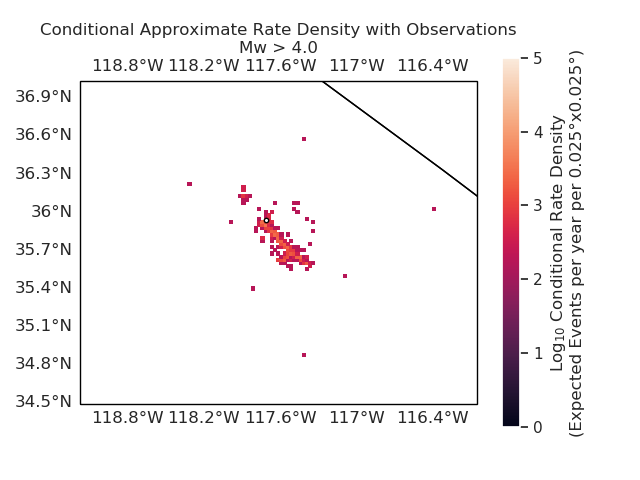 Conditional Approximate Rate Density with Observations
Mw > 4.0
118.8°W 118.2°W 117.6°W 117°W 116.4°W
36.9°N
36.6°N
36.3°N
36°N
35.7°N
35.4°N
35.1°N
34.8°N
34.5°N
118.8°W 118.2°W 117.6°W 117°W 116.4°W
5
4
3
2
1
0
Log₁₀ Conditional Rate Density
(Expected Events per year per 0.025°x0.025°)